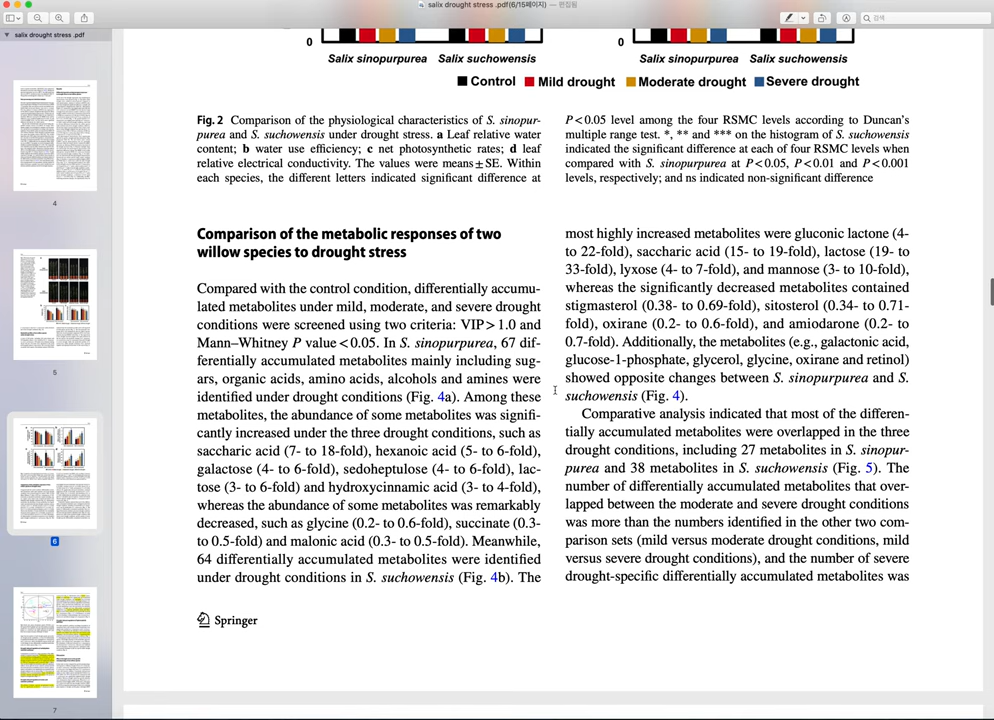 salix drought stress .pdf(6/15페이지) — 편집됨
검색
salix drought stress .pdf
4
5
6
7
0
0
Salix sinopurpurea Salix suchowensis
Salix sinopurpurea Salix suchowensis
Control Mild drought Moderate drought Severe drought
Fig. 2 Comparison of the physiological characteristics of S. sinopur-
purea and S. suchowensis under drought stress. a Leaf relative water
content; b water use efficiency; c net photosynthetic rates; d leaf
relative electrical conductivity. The values were means ± SE. Within
each species, the different letters indicated significant difference at
P < 0.05 level among the four RSMC levels according to Duncan's
multiple range test. *, ** and *** on the histogram of S. suchowensis
indicated the significant difference at each of four RSMC levels when
compared with S. sinopurpurea at P < 0.05, P < 0.01 and P < 0.001
levels, respectively; and ns indicated non-significant difference
Comparison of the metabolic responses of two
willow species to drought stress
Compared with the control condition, differentially accumu-
lated metabolites under mild, moderate, and severe drought
conditions were screened using two criteria: VIP > 1.0 and
Mann–Whitney P value < 0.05. In S. sinopurpurea, 67 dif-
ferentially accumulated metabolites mainly including sug-
ars, organic acids, amino acids, alcohols and amines were
identified under drought conditions (Fig. 4a). Among these
metabolites, the abundance of some metabolites was signifi-
cantly increased under the three drought conditions, such as
saccharic acid (7- to 18-fold), hexanoic acid (5- to 6-fold),
galactose (4- to 6-fold), sedoheptulose (4- to 6-fold), lac-
tose (3- to 6-fold) and hydroxycinamic acid (3- to 4-fold),
whereas the abundance of some metabolites was remarkably
decreased, such as glycine (0.2- to 0.6-fold), succinate (0.3-
to 0.5-fold) and malonic acid (0.3- to 0.5-fold). Meanwhile,
64 differentially accumulated metabolites were identified
under drought conditions in S. suchowensis (Fig. 4b). The
most highly increased metabolites were gluconic lactone (4-
to 22-fold), saccharic acid (15- to 19-fold), lactose (19- to
33-fold), lyxose (4- to 7-fold), and mannose (3- to 10-fold),
whereas the significantly decreased metabolites contained
stigmasterol (0.38- to 0.69-fold), sitosterol (0.34- to 0.71-
fold), oxirane (0.2- to 0.6-fold), and amiodarone (0.2- to
0.7-fold). Additionally, the metabolites (e.g., galactonic acid,
glucose-1-phosphate, glycerol, glycine, oxirane and retinol)
showed opposite changes between S. sinopurpurea and S.
suchowensis (Fig. 4).
Comparative analysis indicated that most of the differen-
tially accumulated metabolites were overlapped in the three
drought conditions, including 27 metabolites in S. sinopur-
purea and 38 metabolites in S. suchowensis (Fig. 5). The
number of differentially accumulated metabolites that over-
lapped between the moderate and severe drought conditions
was more than the numbers identified in the other two com-
parison sets (mild versus moderate drought conditions, mild
versus severe drought conditions), and the number of severe
drought-specific differentially accumulated metabolites was
Springer